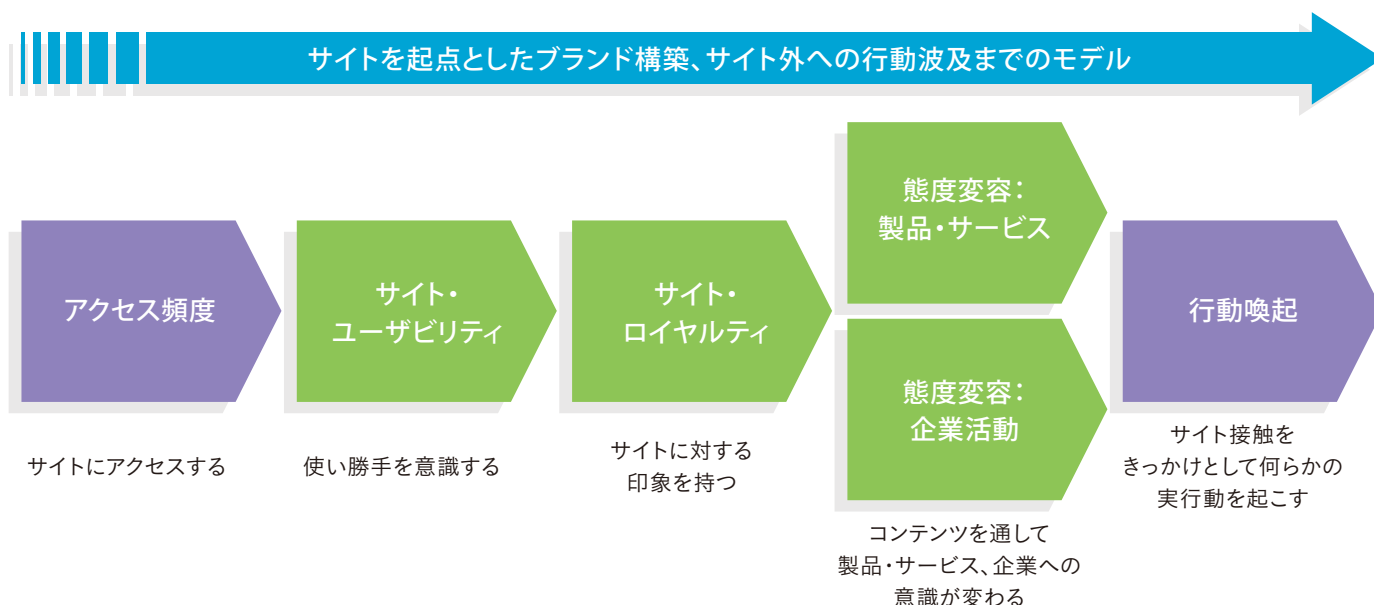 サイトを起点としたブランド構築、サイト外への行動波及までのモデル
アクセス頻度
サイトにアクセスする
サイト・
ユーザビリティ
使い勝手を意識する
サイト・
ロイヤルティ
サイトに対する
印象を持つ
態度変容：
製品・サービス
態度変容：
企業活動
コンテンツを通して
製品・サービス、企業への
意識が変わる
行動喚起
サイト接触を
きっかけとして何らかの
実行動を起こす